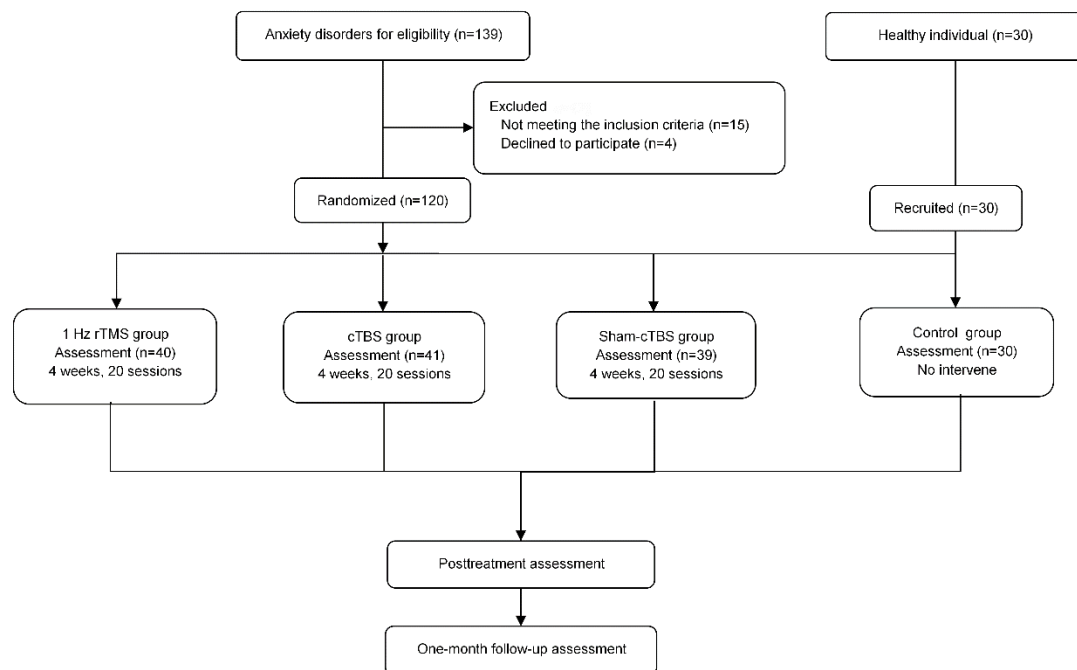 Anxiety disorders for eligibility (n=139)
Healthy individual (n=30)
Excluded
Not meeting the inclusion criteria (n=15)
Declined to participate (n=4)
Randomized (n=120)
Recruited (n=30)
1 Hz rTMS group
Assessment (n=40)
4 weeks, 20 sessions
cTBS group
Assessment (n=41)
4 weeks, 20 sessions
Sham-cTBS group
Assessment (n=39)
4 weeks, 20 sessions
Control group
Assessment (n=30)
No intervene
Posttreatment assessment
One-month follow-up assessment